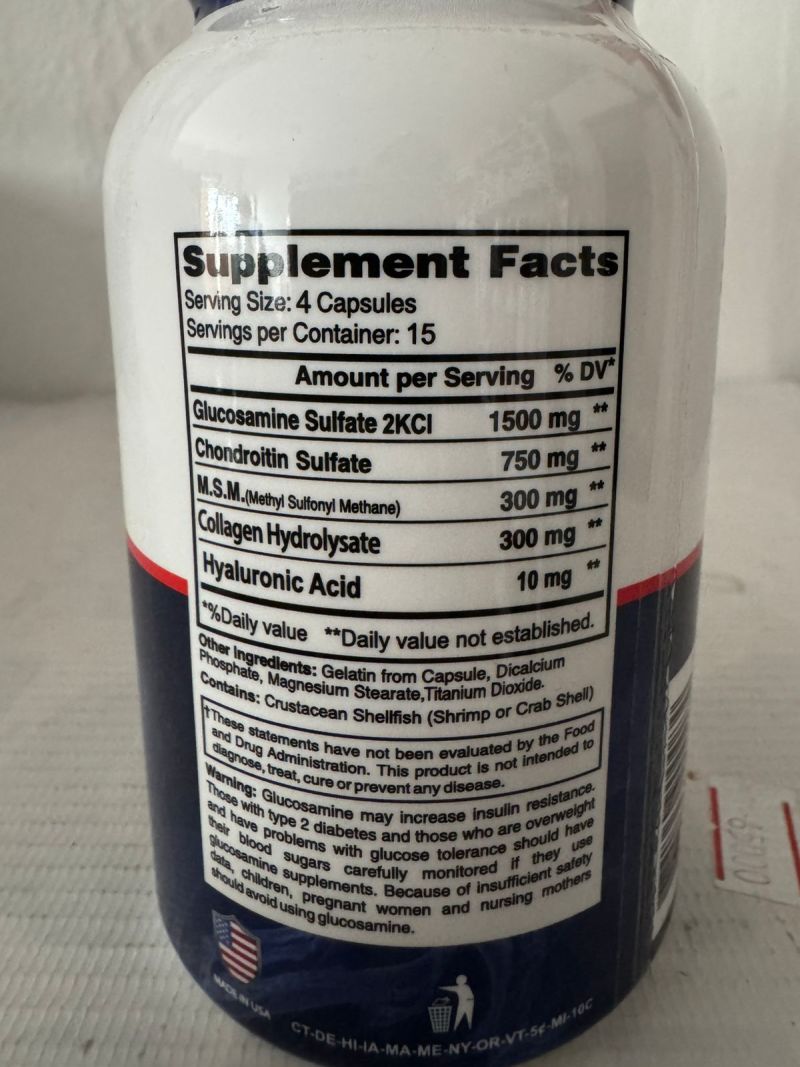 Supplement Facts
Serving Size: 4 Capsules
Servings per Container: 15
Amount per Serving % DV*
Glucosamine Sulfate 2KCl 1500 mg **
Chondroitin Sulfate 750 mg **
M.S.M.(Methyl Sulfonyl Methane) 300 mg **
Collagen Hydrolysate 300 mg **
Hyaluronic Acid 10 mg **
*%Daily value **Daily value not established.
Other Ingredients: Gelatin from Capsule, Dicalcium
Phosphate, Magnesium Stearate,Titanium Dioxide.
Contains: Crustacean Shellfish (Shrimp or Crab Shell)
†These statements have not been evaluated by the Food
and Drug Administration. This product is not intended to
diagnose, treat, cure or prevent any disease.
Warning: Glucosamine may increase insulin resistance.
Those with type 2 diabetes and those who are overweight
and have problems with glucose tolerance should have
their blood sugars carefully monitored if they use
glucosamine supplements. Because of insufficient safety
data, children, pregnant women and nursing mothers
should avoid using glucosamine.
MADE IN USA
CT-DE-HI-IA-MA-ME-NY-OR-VT-5¢-MI-10C